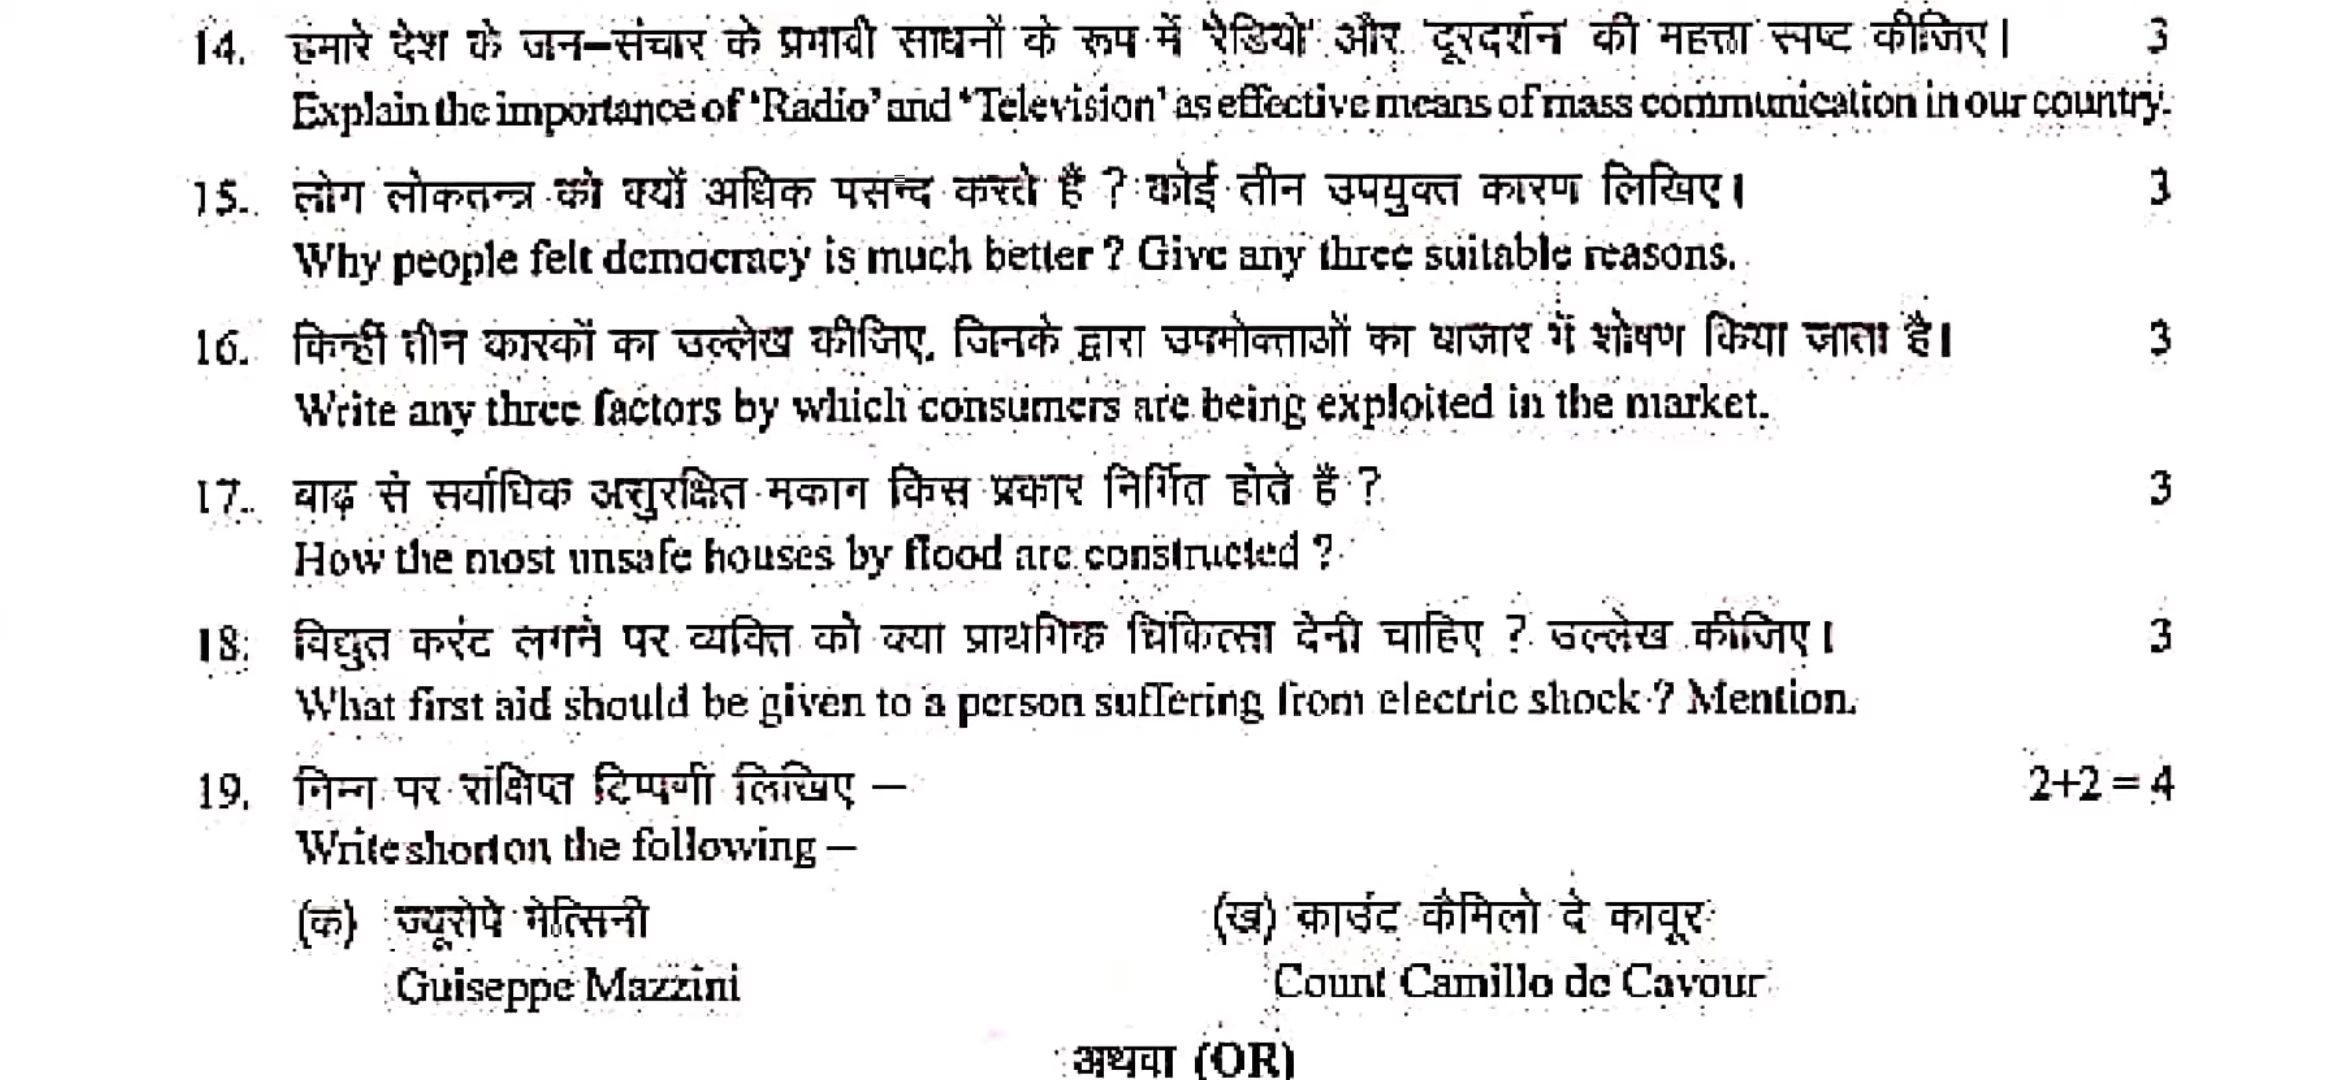 14. हमारे देश के जन–संचार के प्रभावी साधनों के रूप में 'रेडियो' और 'दूरदर्शन' की महत्ता स्पष्ट कीजिए। 3
Explain the importance of 'Radio' and 'Television' as effective means of mass communication in our country.
15. लोग लोकतन्त्र को क्यों अधिक पसन्द करते हैं ? कोई तीन उपयुक्त कारण लिखिए। 3
Why people felt democracy is much better ? Give any three suitable reasons.
16. किन्हीं तीन कारकों का उल्लेख कीजिए, जिनके द्वारा उपभोक्ताओं का बाजार में शोषण किया जाता है। 3
Write any three factors by which consumers are being exploited in the market.
17. बाढ़ से सर्वाधिक असुरक्षित मकान किस प्रकार निर्मित होते हैं ? 3
How the most unsafe houses by flood are constructed ?
18. विद्युत करंट लगने पर व्यक्ति को क्या प्राथमिक चिकित्सा देनी चाहिए ? उल्लेख कीजिए। 3
What first aid should be given to a person suffering from electric shock ? Mention.
19. निम्न पर संक्षिप्त टिप्पणी लिखिए – 2+2 = 4
Write short on the following –
(क) ज्यूसेपे मेत्सिनी (ख) काउंट कैमिलो दे कावूर
Guiseppe Mazzini Count Camillo de Cavour
अथवा (OR)